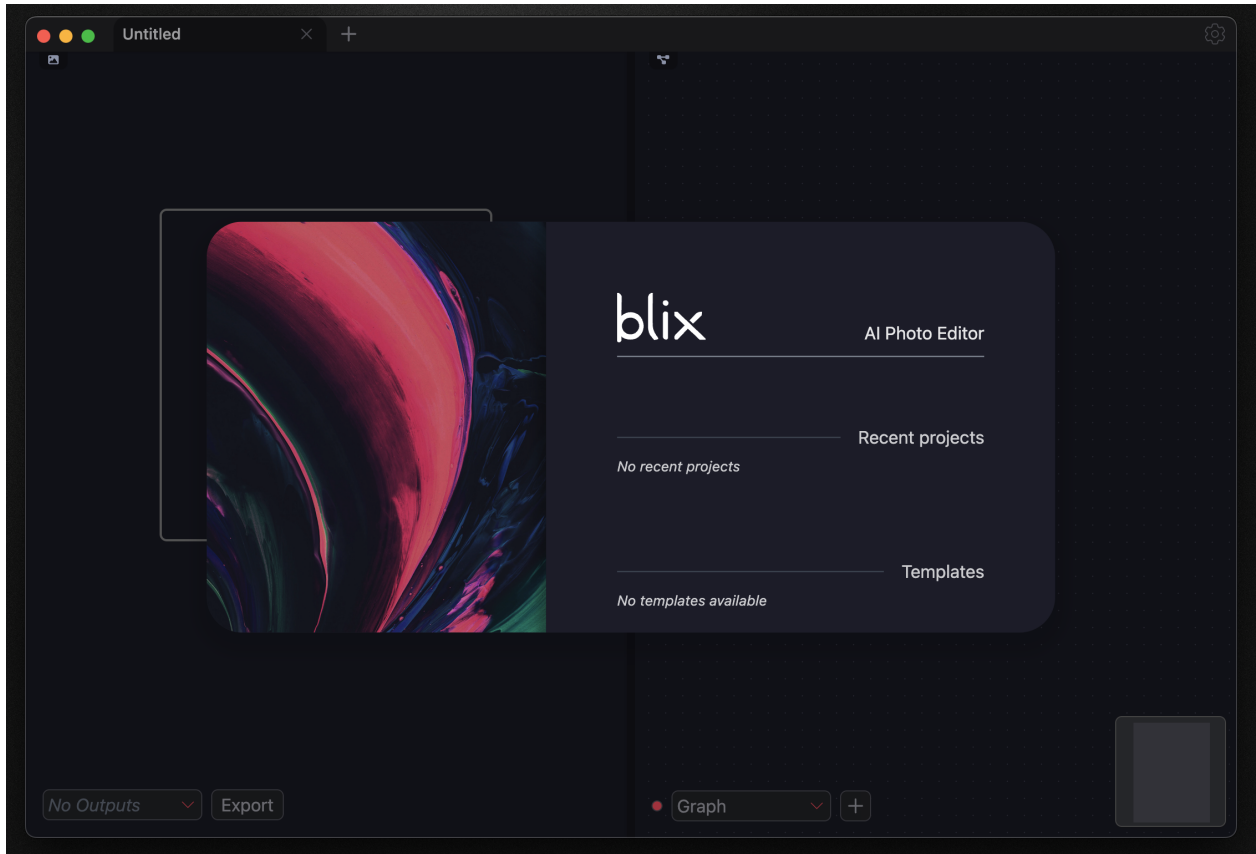 Untitled
blix
AI Photo Editor
Recent projects
No recent projects
Templates
No templates available
No Outputs
Export
Graph